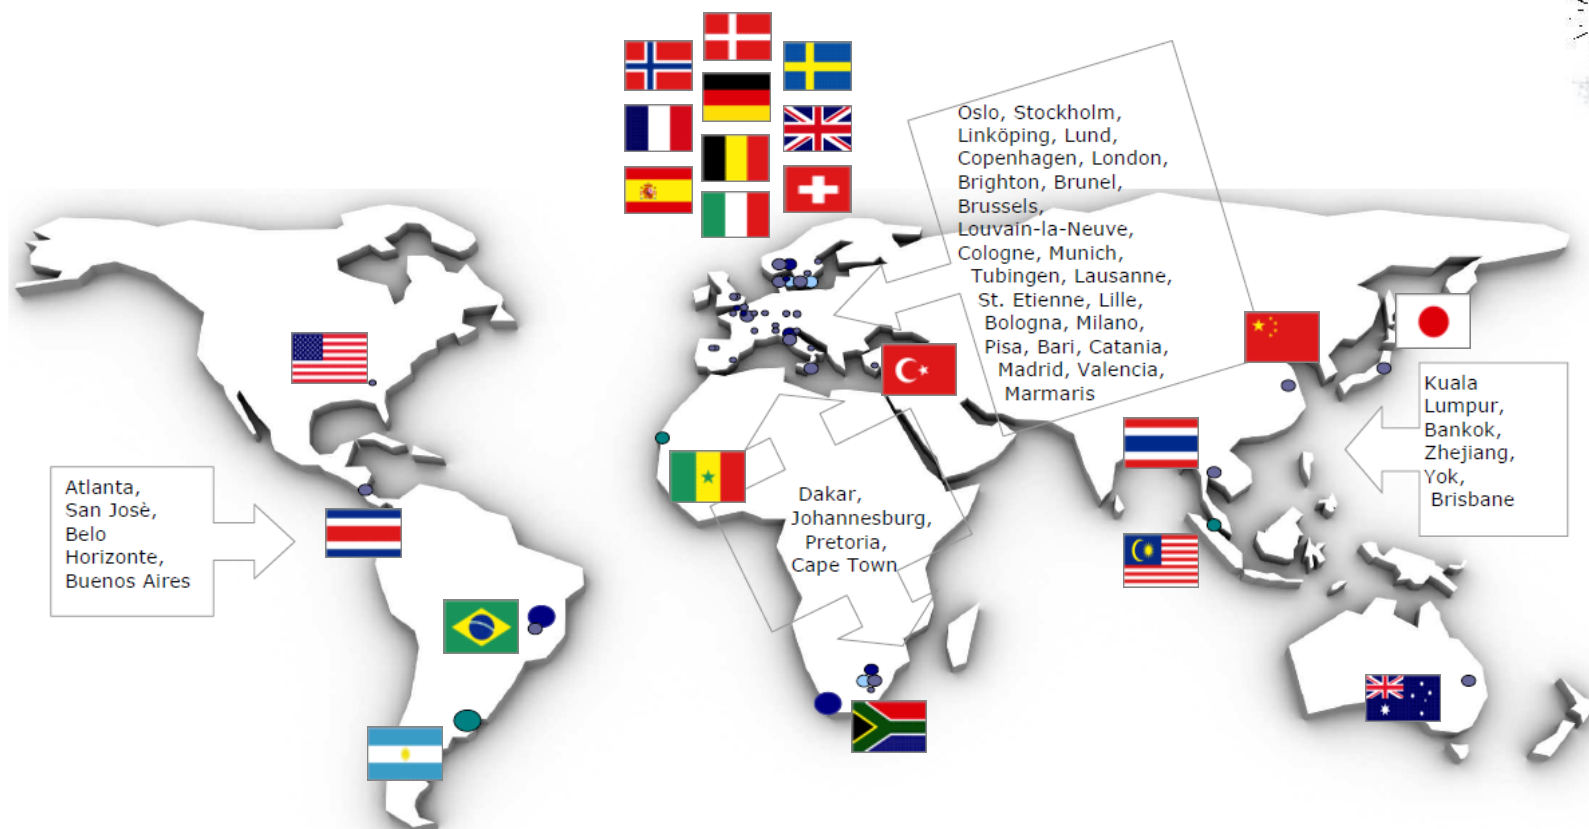 Oslo, Stockholm,
Linköping, Lund,
Copenhagen, London,
Brighton, Brunel,
Brussels,
Louvain-la-Neuve,
Cologne, Munich,
Tubingen, Lausanne,
St. Etienne, Lille,
Bologna, Milano,
Pisa, Bari, Catania,
Madrid, Valencia,
Marmaris
Kuala
Lumpur,
Bankok,
Zhejiang,
Yok,
Brisbane
Atlanta,
San Josè,
Belo
Horizonte,
Buenos Aires
Dakar,
Johannesburg,
Pretoria,
Cape Town